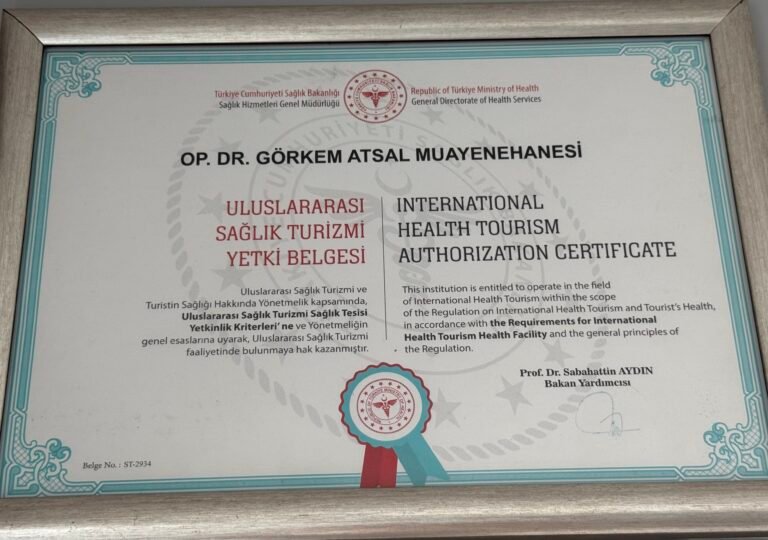 Türkiye Cumhuriyeti Sağlık Bakanlığı
Sağlık Hizmetleri Genel Müdürlüğü
Republic of Türkiye Ministry of Health
General Directorate of Health Services
OP. DR. GÖRKEM ATSAL MUAYENEHANESİ
ULUSLARARASI
SAĞLIK TURİZMİ
YETKİ BELGESİ
INTERNATIONAL
HEALTH TOURISM
AUTHORIZATION CERTIFICATE
Uluslararası Sağlık Turizmi ve
Turistin Sağlığı Hakkında Yönetmelik kapsamında,
Uluslararası Sağlık Turizmi Sağlık Tesisi
Yetkinlik Kriterleri’ ne ve Yönetmeliğin
genel esaslarına uyarak, Uluslararası Sağlık Turizmi
faaliyetinde bulunmaya hak kazanmıştır.
This institution is entitled to operate in the field
of International Health Tourism within the scope
of the Regulation on International Health Tourism and Tourist's Health,
in accordance with the Requirements for International
Health Tourism Health Facility and the general principles of
the Regulation.
Prof. Dr. Sabahattin AYDIN
Bakan Yardımcısı
Belge No. : ST-2934